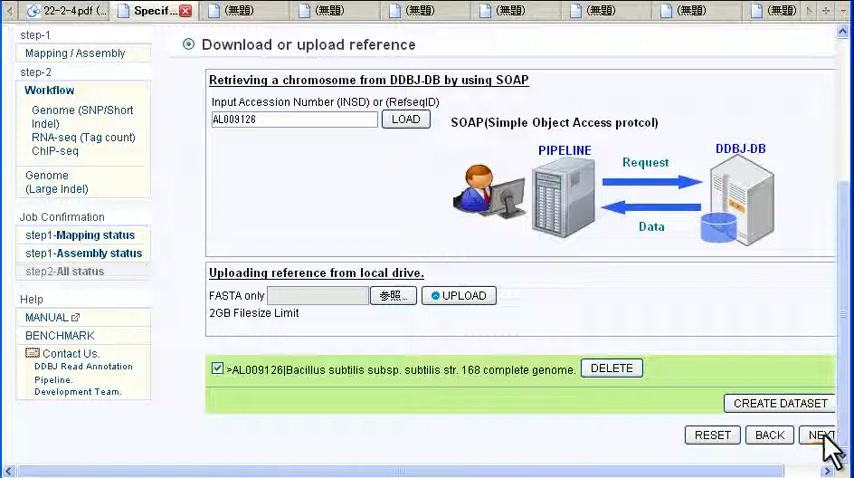 22-2-4.pdf (...
Specif...
(無題)
(無題)
(無題)
(無題)
(無題)
(無題)
(無題)
step-1
Mapping / Assembly
step-2
Workflow
Genome (SNP/Short
Indel)
RNA-seq (Tag count)
ChIP-seq
Genome
(Large Indel)
Job Confirmation
step1-Mapping status
step1-Assembly status
step2-All status
Help
MANUAL
BENCHMARK
Contact Us.
DDBJ Read Annotation
Pipeline.
Development Team.
Download or upload reference
Retrieving a chromosome from DDBJ-DB by using SOAP
Input Accession Number (INSD) or (RefseqID)
AL009126
LOAD
SOAP(Simple Object Access protcol)
PIPELINE
DDBJ-DB
Request
Data
Uploading reference from local drive.
FASTA only
参照...
UPLOAD
2GB Filesize Limit
>AL009126|Bacillus subtilis subsp. subtilis str. 168 complete genome.
DELETE
CREATE DATASET
RESET
BACK
NEXT